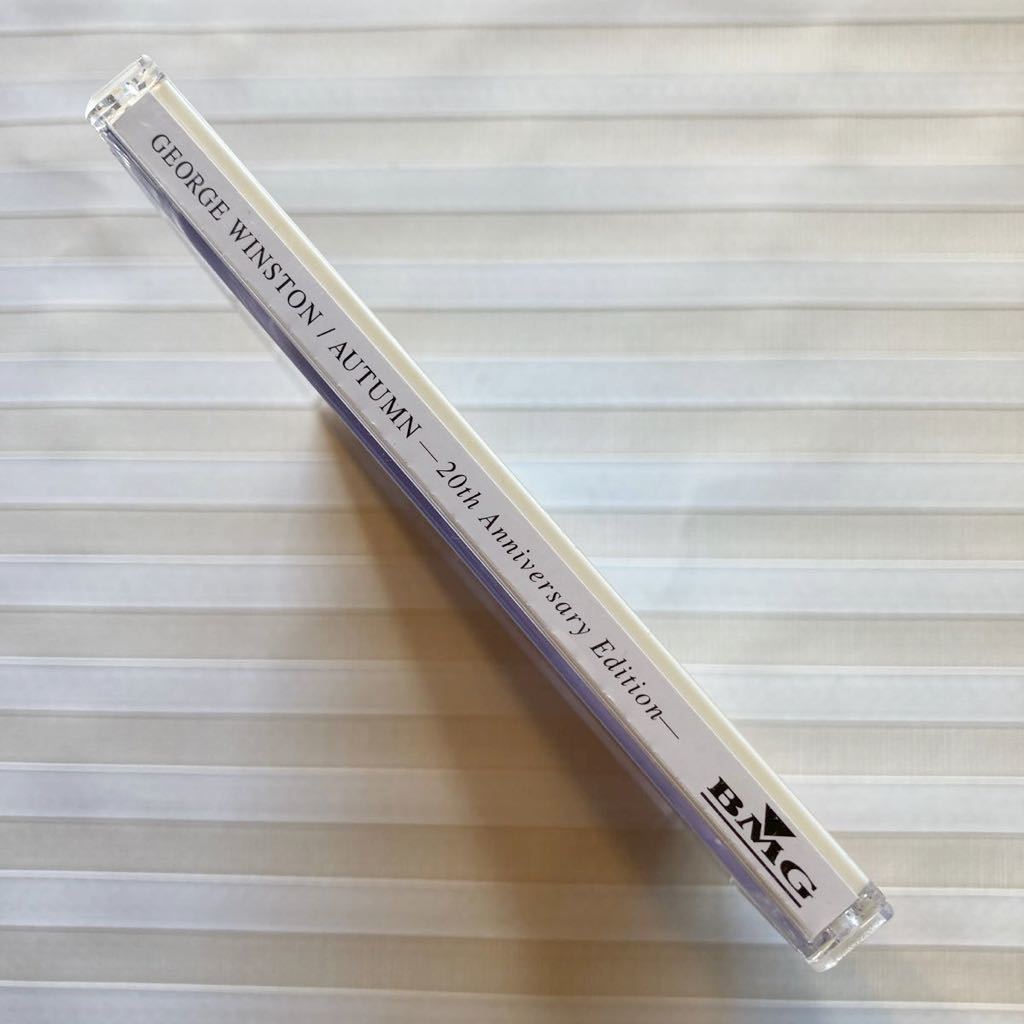 GEORGE WINSTON / AUTUMN — 20th Anniversary Edition—
BMG